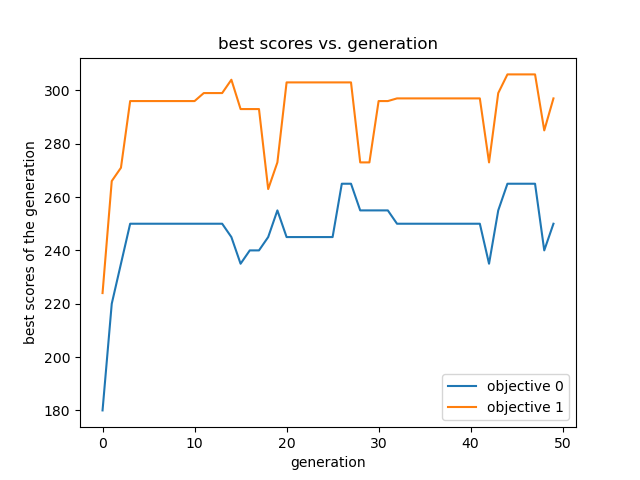 best scores vs. generation
best scores of the generation
300
280
260
240
220
200
180
0 10 20 30 40 50
generation
objective 0
objective 1